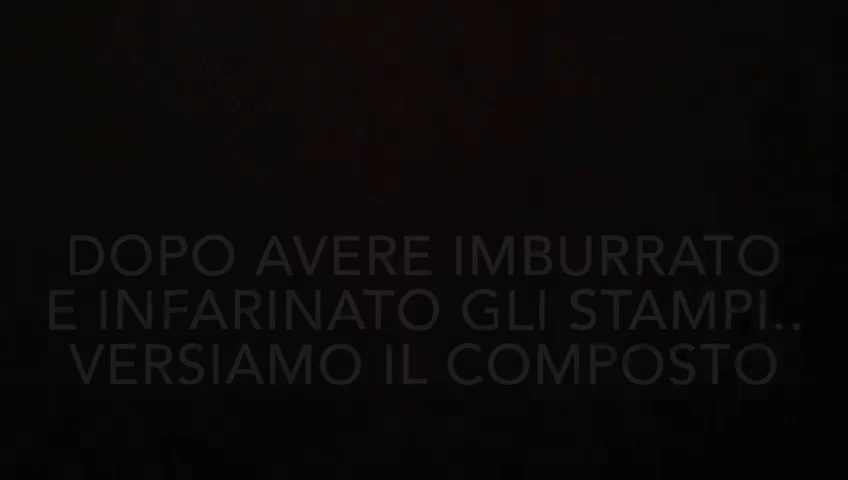 DOPO AVERE IMBURRATO
E INFARINATO GLI STAMPI..
VERSIAMO IL COMPOSTO